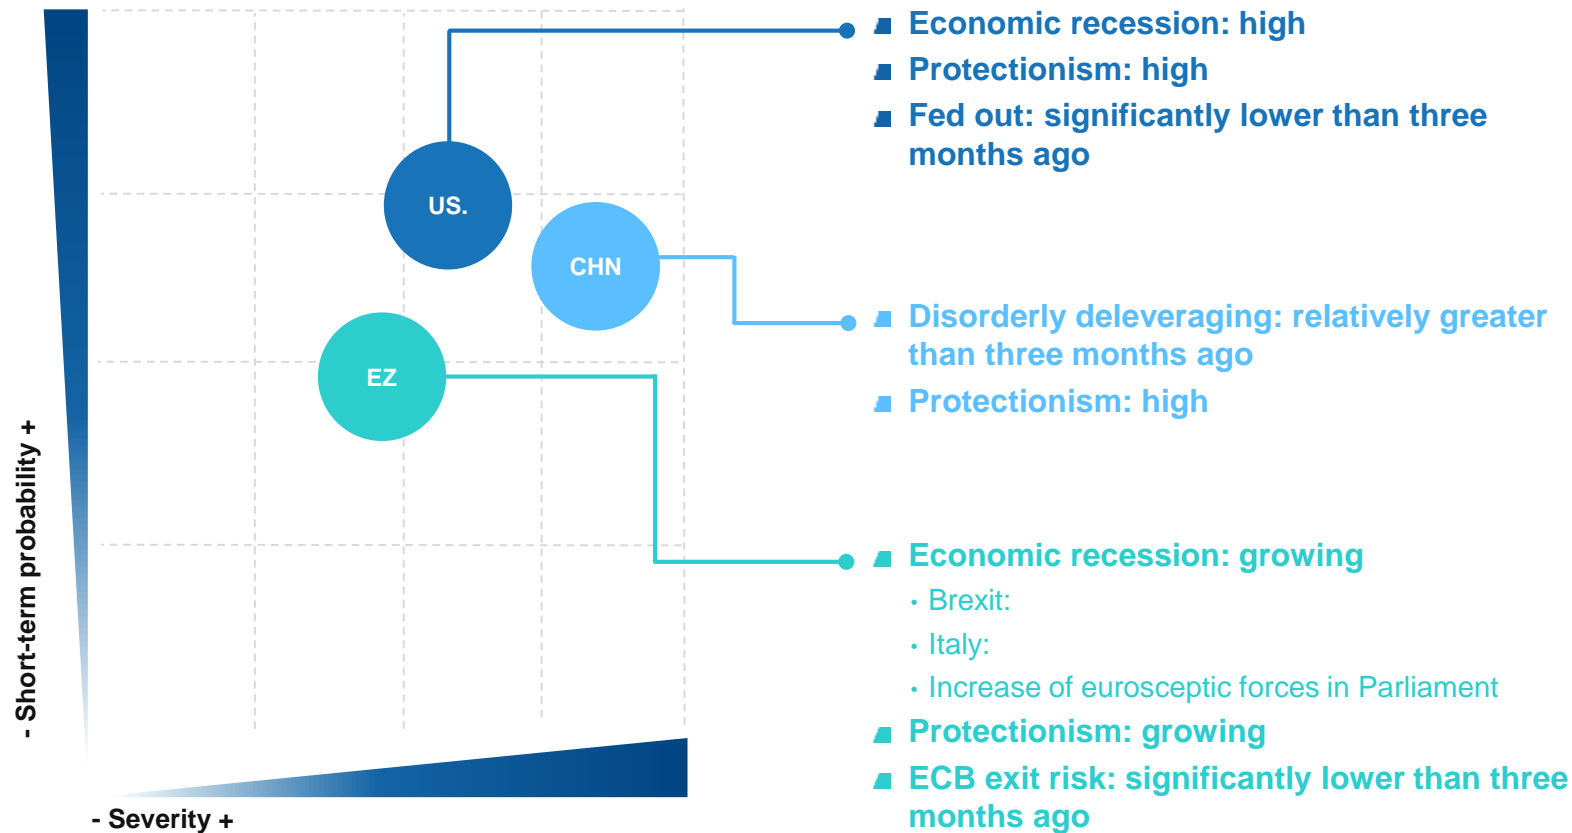 Economic recession: high
Protectionism: high
Fed out: significantly lower than three
months ago
US.
CHN
Disorderly deleveraging: relatively greater
than three months ago
Protectionism: high
EZ
Economic recession: growing
• Brexit:
• Italy:
• Increase of eurosceptic forces in Parliament
Protectionism: growing
ECB exit risk: significantly lower than three
months ago
- Short-term probability +
- Severity +